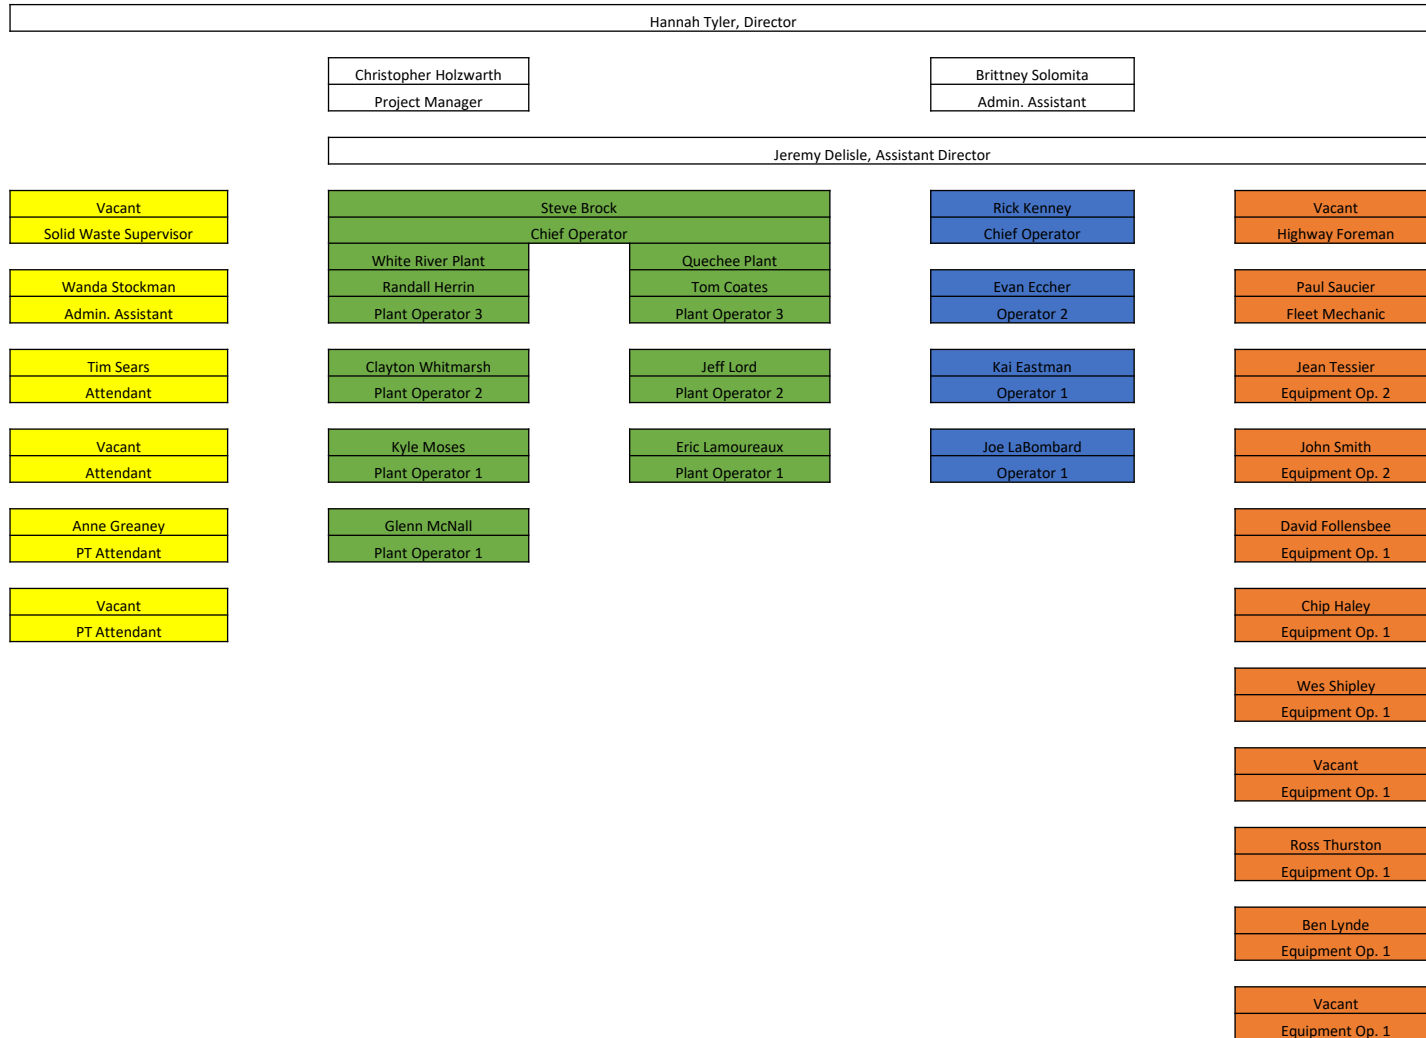 Hannah Tyler, Director
Christopher Holzwarth
Project Manager
Brittney Solomita
Admin. Assistant
Jeremy Delisle, Assistant Director
Vacant
Solid Waste Supervisor
Wanda Stockman
Admin. Assistant
Tim Sears
Attendant
Vacant
Attendant
Anne Greaney
PT Attendant
Vacant
PT Attendant
Steve Brock
Chief Operator
White River Plant
Randall Herrin
Plant Operator 3
Clayton Whitmarsh
Plant Operator 2
Kyle Moses
Plant Operator 1
Glenn McNall
Plant Operator 1
Quechee Plant
Tom Coates
Plant Operator 3
Jeff Lord
Plant Operator 2
Eric Lamoureaux
Plant Operator 1
Rick Kenney
Chief Operator
Evan Eccher
Operator 2
Kai Eastman
Operator 1
Joe LaBombard
Operator 1
Vacant
Highway Foreman
Paul Saucier
Fleet Mechanic
Jean Tessier
Equipment Op. 2
John Smith
Equipment Op. 2
David Follensbee
Equipment Op. 1
Chip Haley
Equipment Op. 1
Wes Shipley
Equipment Op. 1
Vacant
Equipment Op. 1
Ross Thurston
Equipment Op. 1
Ben Lynde
Equipment Op. 1
Vacant
Equipment Op. 1